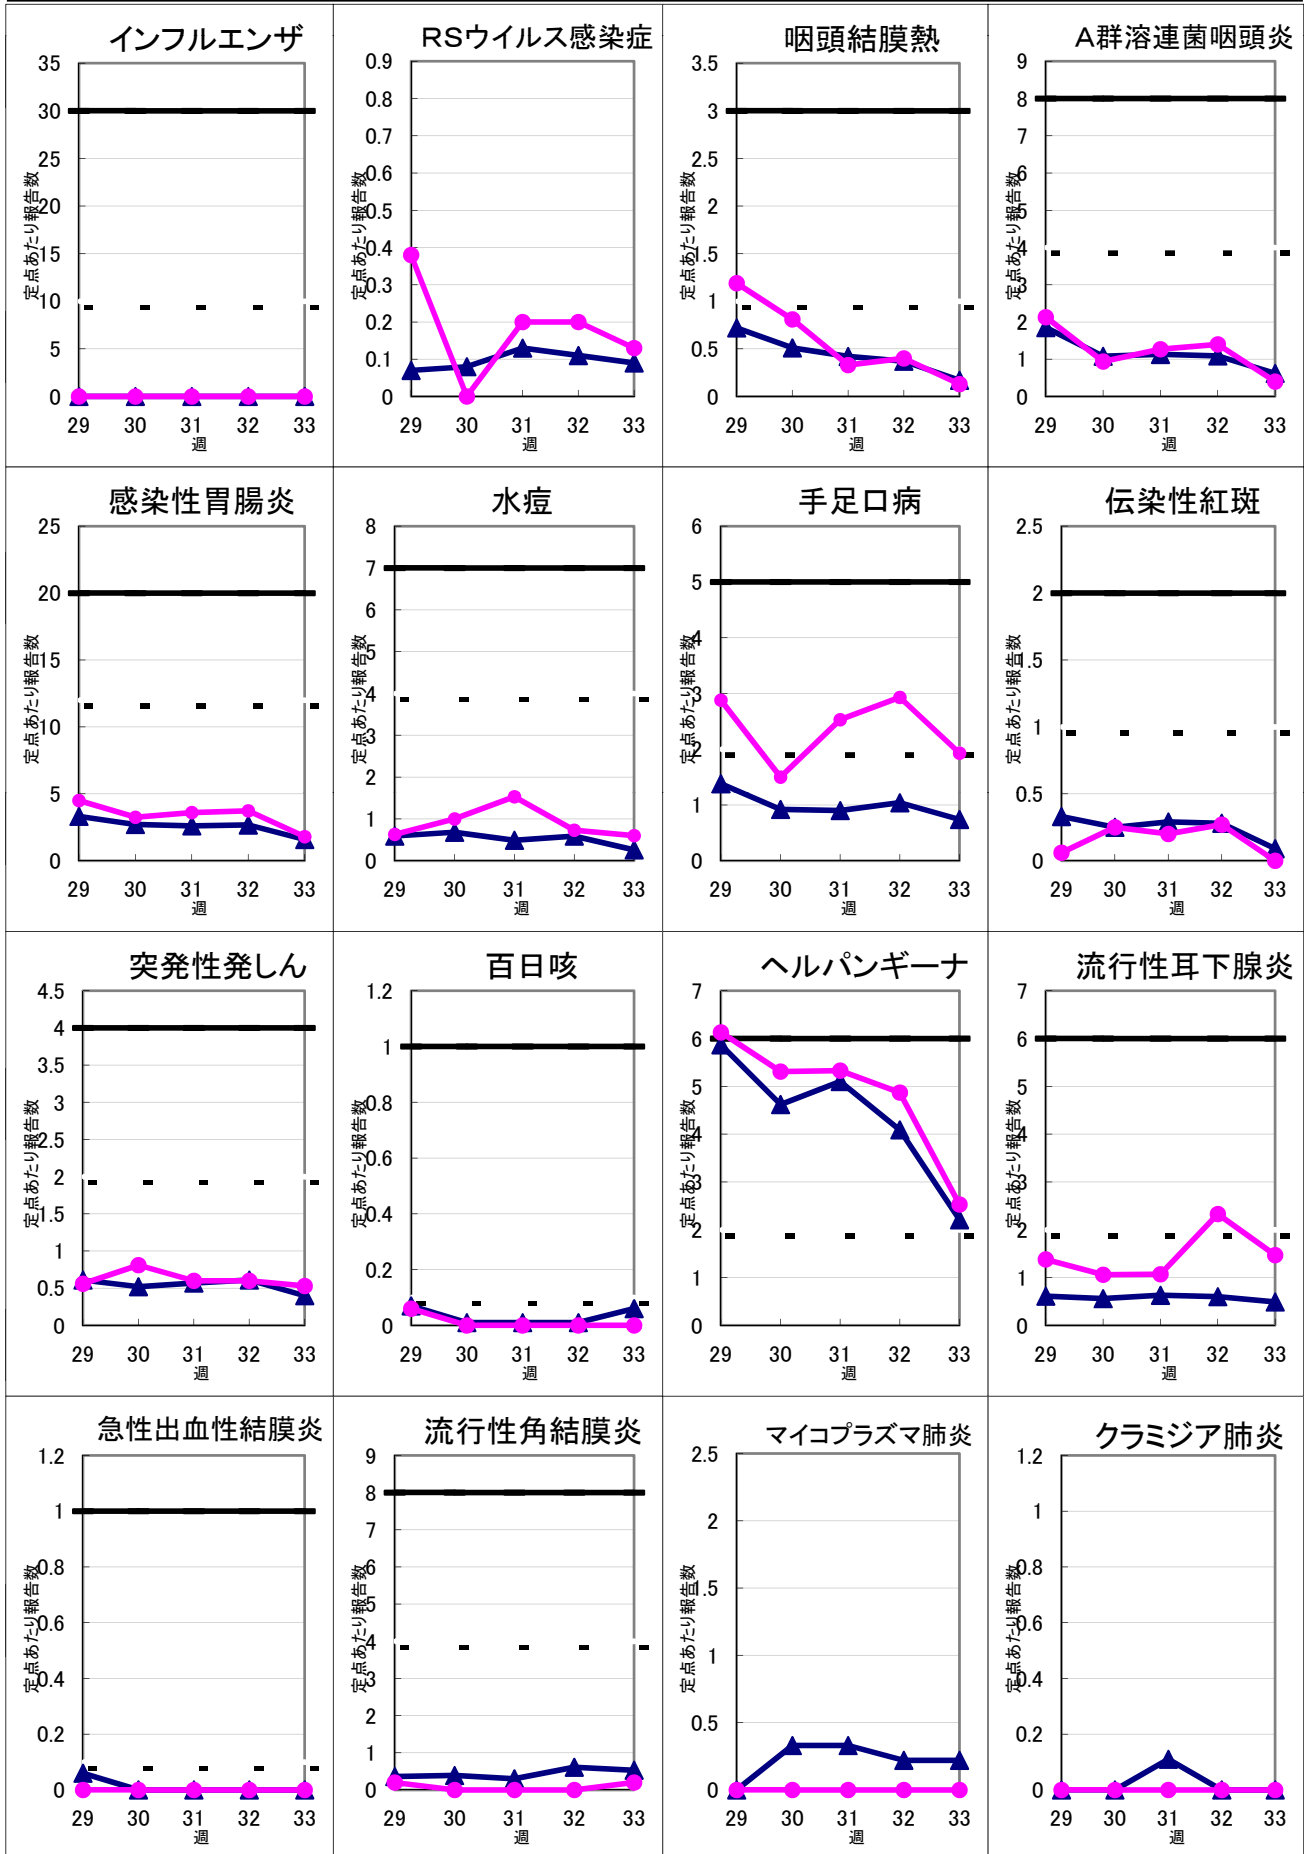 インフルエンザ
35
30
25
20
15
10
5
0
定点あたり報告数
29 30 31 32 33
週
RSウイルス感染症
0.9
0.8
0.7
0.6
0.5
0.4
0.3
0.2
0.1
0
定点あたり報告数
29 30 31 32 33
週
咽頭結膜熱
3.5
3
2.5
2
1.5
1
0.5
0
定点あたり報告数
29 30 31 32 33
週
A群溶連菌咽頭炎
9
8
7
6
5
4
3
2
1
0
定点あたり報告数
29 30 31 32 33
週
感染性胃腸炎
25
20
15
10
5
0
定点あたり報告数
29 30 31 32 33
週
水痘
8
7
6
5
4
3
2
1
0
定点あたり報告数
29 30 31 32 33
週
手足口病
6
5
4
3
2
1
0
定点あたり報告数
29 30 31 32 33
週
伝染性紅斑
2.5
2
1.5
1
0.5
0
定点あたり報告数
29 30 31 32 33
週
突発性発しん
4.5
4
3.5
3
2.5
2
1.5
1
0.5
0
定点あたり報告数
29 30 31 32 33
週
百日咳
1.2
1
0.8
0.6
0.4
0.2
0
定点あたり報告数
29 30 31 32 33
週
ヘルパンギーナ
7
6
5
4
3
2
1
0
定点あたり報告数
29 30 31 32 33
週
流行性耳下腺炎
7
6
5
4
3
2
1
0
定点あたり報告数
29 30 31 32 33
週
急性出血性結膜炎
1.2
1
0.8
0.6
0.4
0.2
0
定点あたり報告数
29 30 31 32 33
週
流行性角結膜炎
9
8
7
6
5
4
3
2
1
0
定点あたり報告数
29 30 31 32 33
週
マイコプラズマ肺炎
2.5
2
1.5
1
0.5
0
定点あたり報告数
29 30 31 32 33
週
クラミジア肺炎
1.2
1
0.8
0.6
0.4
0.2
0
定点あたり報告数
29 30 31 32 33
週